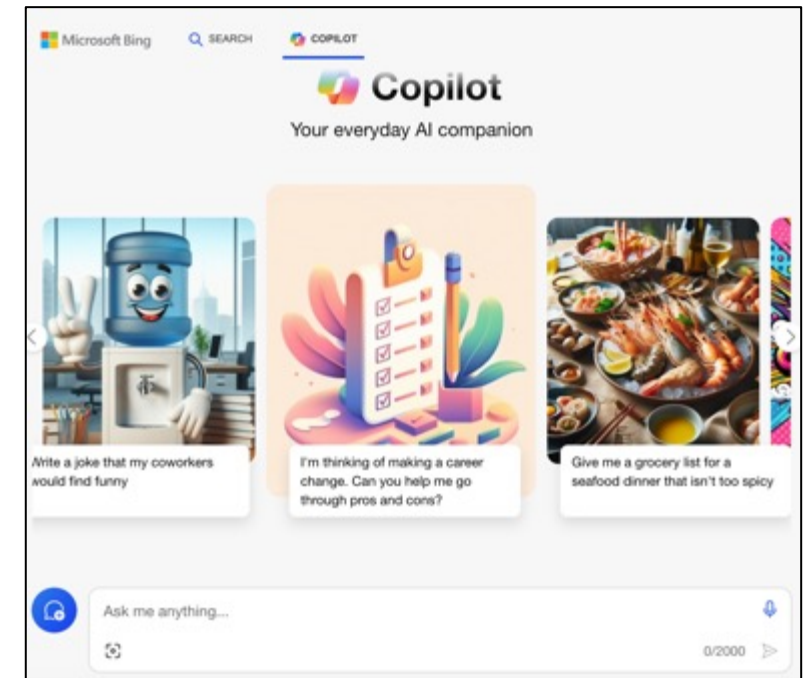 Microsoft Bing
SEARCH
COPILOT
Copilot
Your everyday AI companion
Write a joke that my coworkers
would find funny
I'm thinking of making a career
change. Can you help me go
through pros and cons?
Give me a grocery list for a
seafood dinner that isn't too spicy
Ask me anything...
0/2000